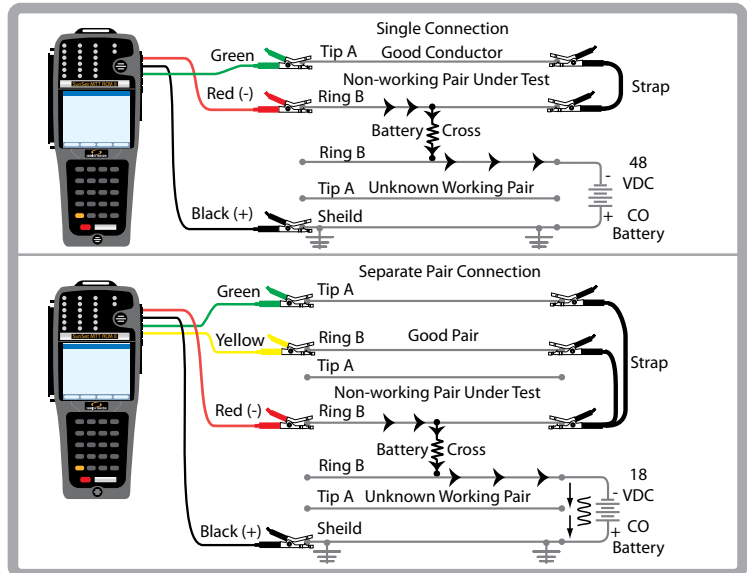 Single Connection
Green
Tip A
Good Conductor
Non-working Pair Under Test
Red (-)
Ring B
Strap
Battery Cross
Ring B
48
-
VDC
Tip A Unknown Working Pair
Black (+)
Sheild
+ CO
Battery
Separate Pair Connection
Green
Tip A
Yellow
Ring B
Good Pair
Tip A
Strap
Non-working Pair Under Test
Red (-)
Ring B
Battery Cross
Ring B
18
-
VDC
Tip A Unknown Working Pair
Black (+)
Sheild
+ CO
Battery